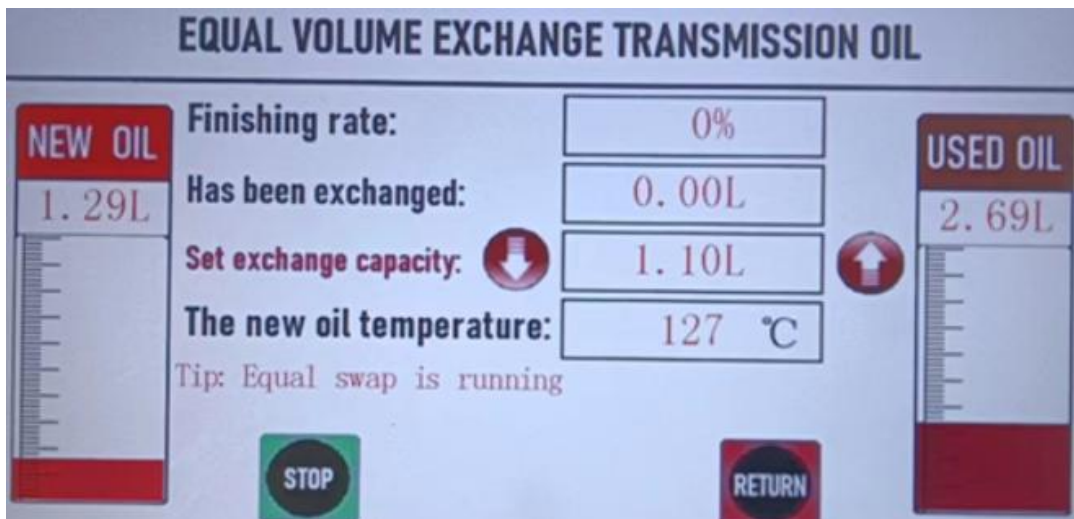 EQUAL VOLUME EXCHANGE TRANSMISSION OIL
NEW OIL
1.29L
Finishing rate: 0%
Has been exchanged: 0.00L
Set exchange capacity: 1.10L
The new oil temperature: 127 ℃
Tip: Equal swap is running
USED OIL
2.69L
STOP
RETURN